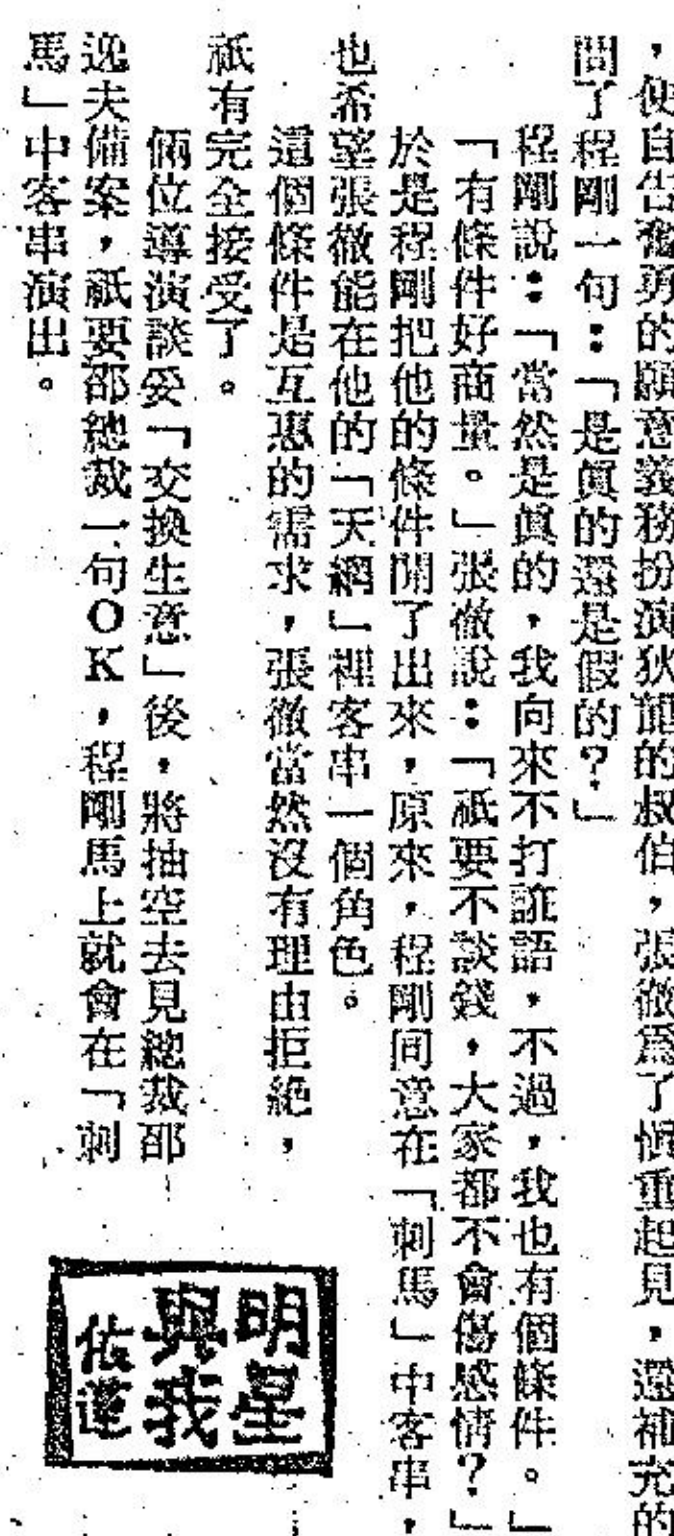 ，使自告奮勇的願意義務扮演狄龍的叔伯，張徹爲了愼重起見，還補充的
問了程剛一句：「是眞的還是假的？」
程剛說：「當然是眞的，我向來不打誑語，不過，我也有個條件。」
「有條件好商量。」張徹說：「祇要不談錢，大家都不會傷感情？」
於是程剛把他的條件開了出來，原來，程剛同意在「刺馬」中客串，
也希望張徹能在他的「天網」裡客串一個角色。
這個條件是互惠的需求，張徹當然沒有理由拒絕，
祇有完全接受了。
倆位導演談妥「交換生意」後，將抽空去見總裁邵
逸夫備案，祇要邵總裁一句OK，程剛馬上就會在「刺
馬」中客串演出。
明星
與我
依蓮